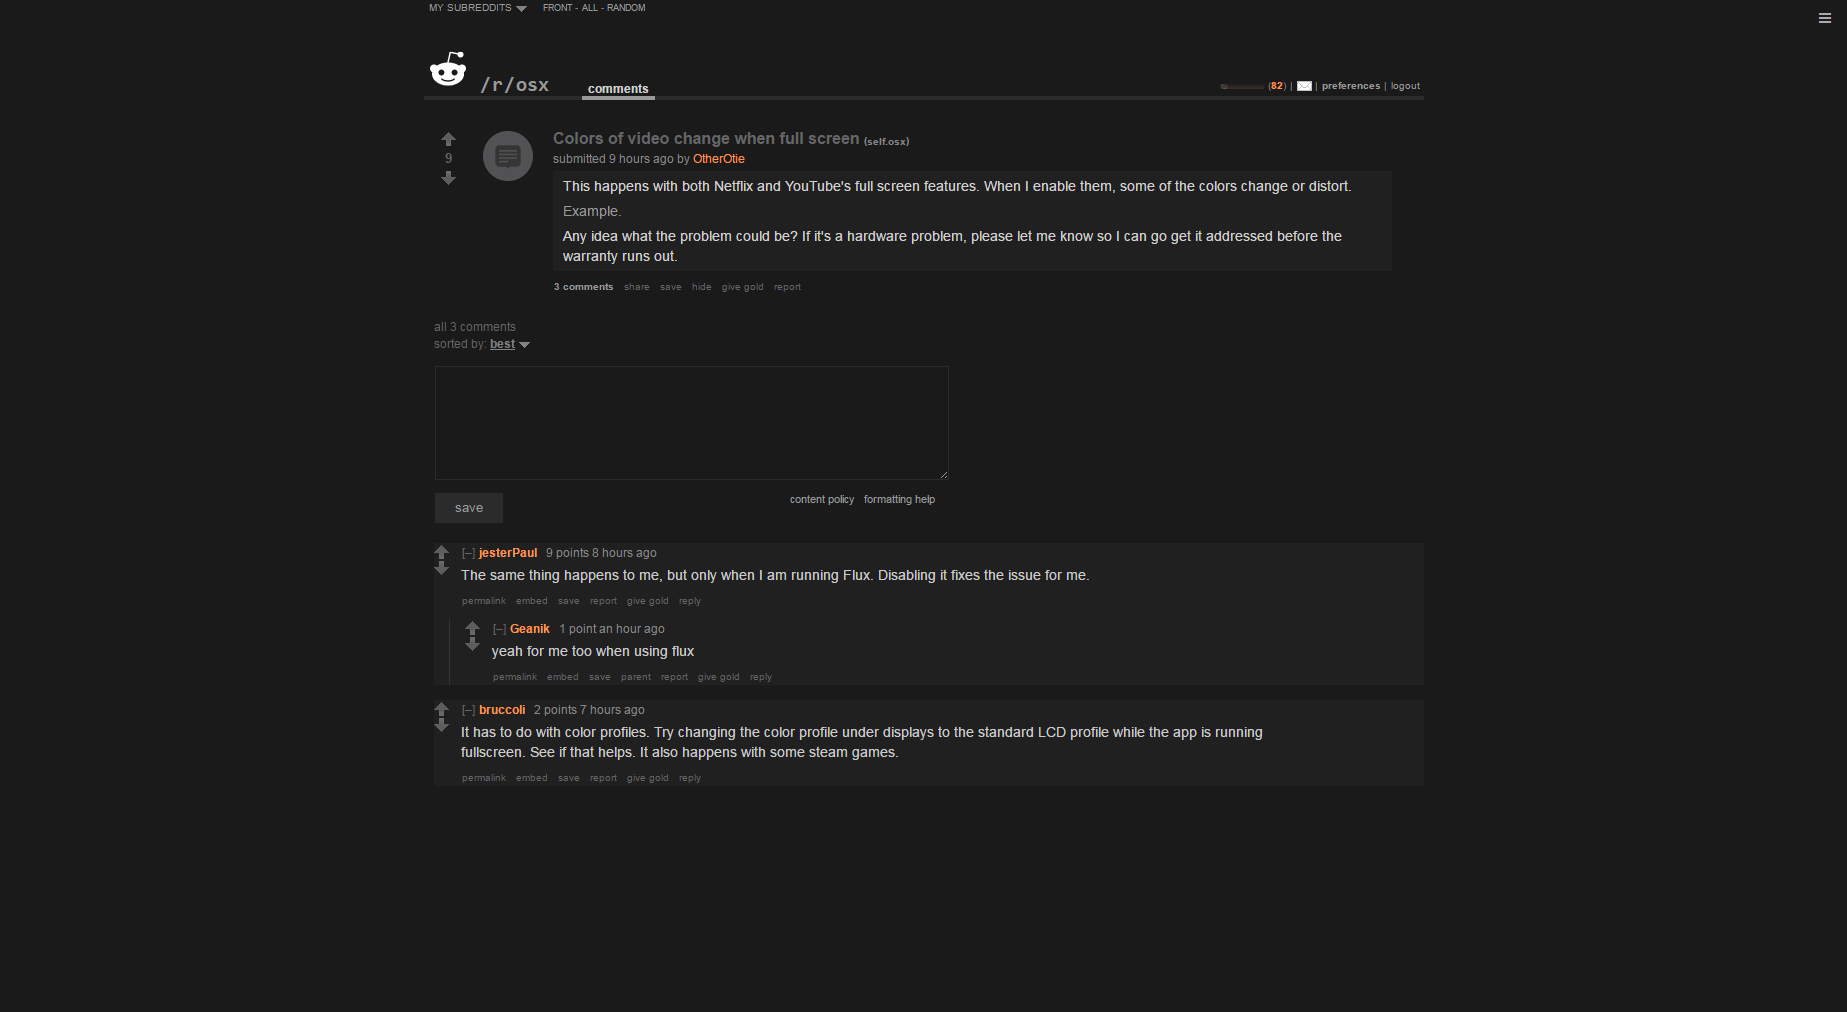 MY SUBREDDITS FRONT - ALL - RANDOM
/r/osx comments (82) | | preferences | logout
Colors of video change when full screen (self.osx)
9
submitted 9 hours ago by OtherOtie
This happens with both Netflix and YouTube's full screen features. When I enable them, some of the colors change or distort.
Example.
Any idea what the problem could be? If it's a hardware problem, please let me know so I can go get it addressed before the
warranty runs out.
3 comments share save hide give gold report
all 3 comments
sorted by: best
content policy formatting help
save
[–] jesterPaul 9 points 8 hours ago
The same thing happens to me, but only when I am running Flux. Disabling it fixes the issue for me.
permalink embed save report give gold reply
[–] Geanik 1 point an hour ago
yeah for me too when using flux
permalink embed save parent report give gold reply
[–] bruccoli 2 points 7 hours ago
It has to do with color profiles. Try changing the color profile under displays to the standard LCD profile while the app is running
fullscreen. See if that helps. It also happens with some steam games.
permalink embed save report give gold reply